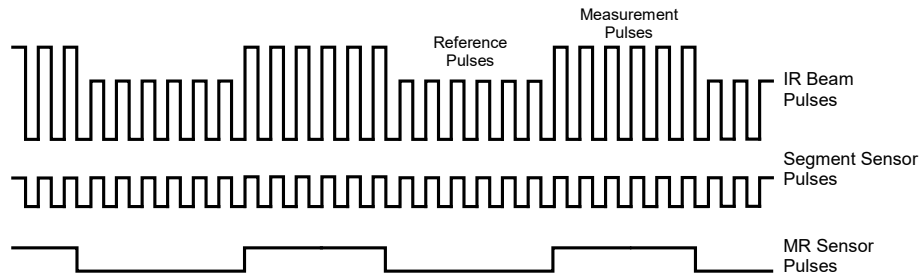 Measurement
Pulses
Reference
Pulses
IR Beam
Pulses
Segment Sensor
Pulses
MR Sensor
Pulses